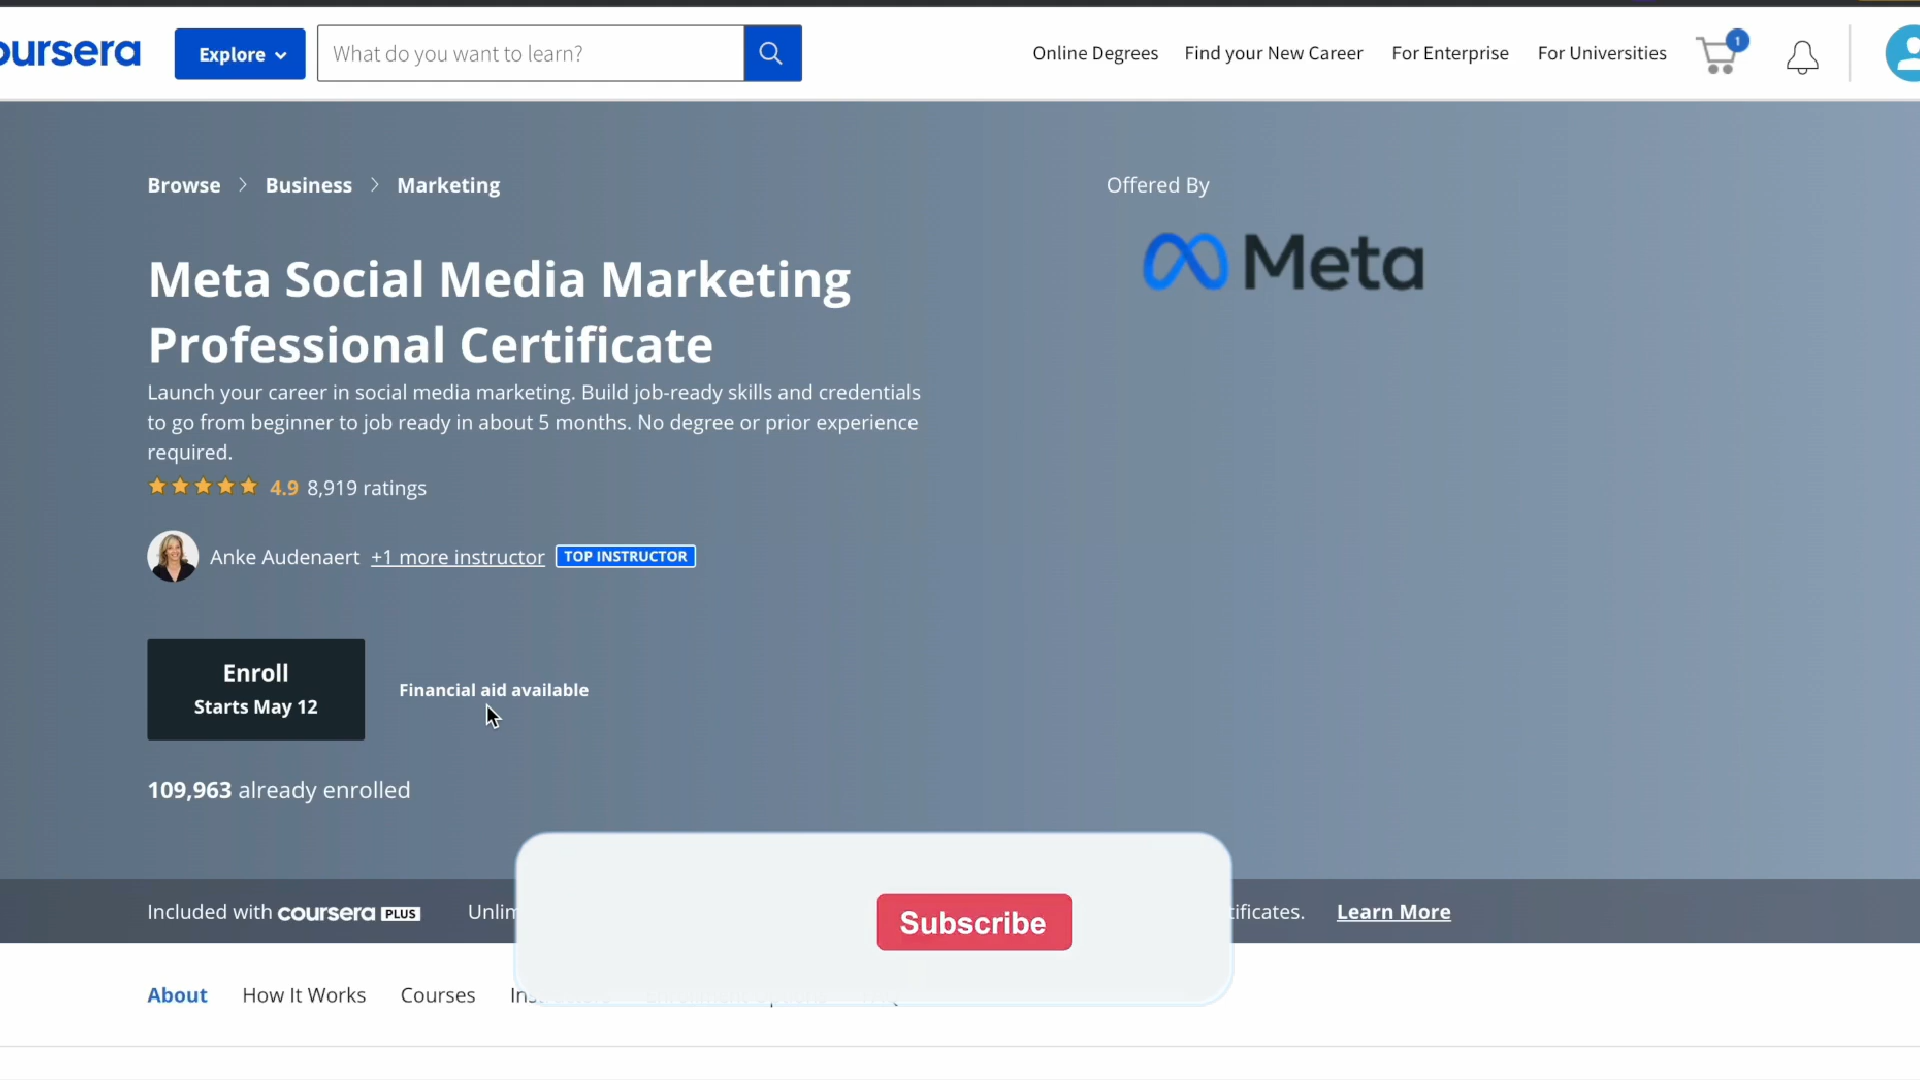 oursera
Explore
What do you want to learn?
Online Degrees
Find your New Career
For Enterprise
For Universities
1
Browse
Business
Marketing
Offered By
Meta
Meta Social Media Marketing
Professional Certificate
Launch your career in social media marketing. Build job-ready skills and credentials
to go from beginner to job ready in about 5 months. No degree or prior experience
required.
4.9 8,919 ratings
Anke Audenaert +1 more instructor TOP INSTRUCTOR
Enroll
Starts May 12
Financial aid available
109,963 already enrolled
Included with coursera PLUS
Unlim
tificates.
Learn More
Subscribe
About
How It Works
Courses